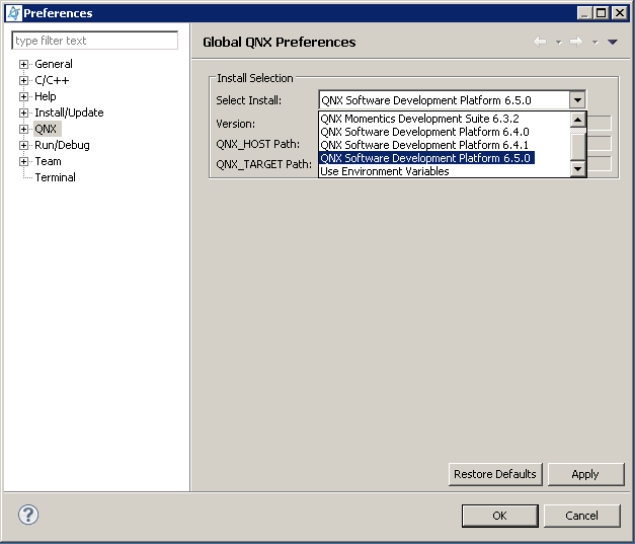 Preferences
type filter text
General
C/C++
Help
Install/Update
QNX
Run/Debug
Team
Terminal
Global QNX Preferences
Install Selection
Select Install: QNX Software Development Platform 6.5.0
Version:
QNX_HOST Path:
QNX_TARGET Path:
QNX Momentics Development Suite 6.3.2
QNX Software Development Platform 6.4.0
QNX Software Development Platform 6.4.1
QNX Software Development Platform 6.5.0
Use Environment Variables
Restore Defaults Apply
? OK Cancel